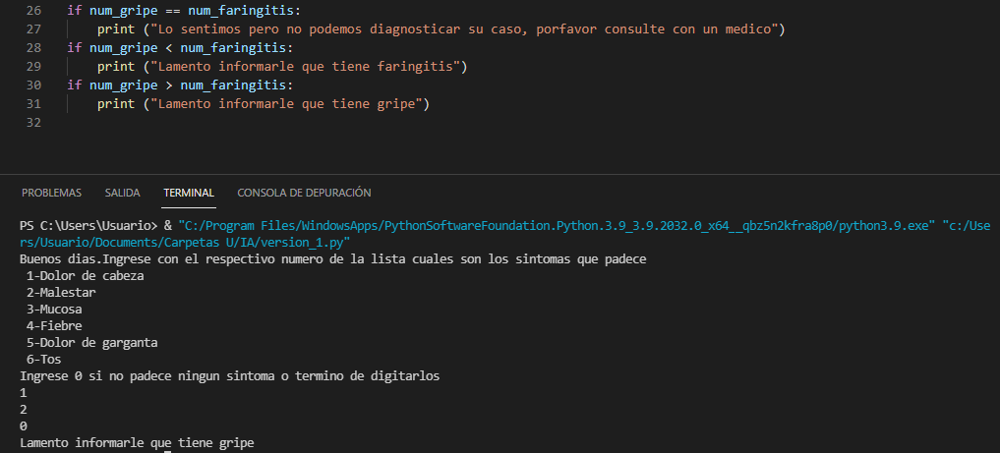 26 if num_gripe == num_faringitis:
27 print ("Lo sentimos pero no podemos diagnosticar su caso, porfavor consulte con un medico")
28 if num_gripe < num_faringitis:
29 print ("Lamento informarle que tiene faringitis")
30 if num_gripe > num_faringitis:
31 print ("Lamento informarle que tiene gripe")
32
PROBLEMAS SALIDA TERMINAL CONSOLA DE DEPURACIÓN
PS C:\Users\Usuario> & "C:/Program Files/WindowsApps/PythonSoftwareFoundation.Python.3.9_3.9.2032.0_x64__qbz5n2kfra8p0/python3.9.exe" "c:/Use
rs/Usuario/Documents/Carpetas U/IA/version_1.py"
Buenos dias.Ingrese con el respectivo numero de la lista cuales son los sintomas que padece
1-Dolor de cabeza
2-Malestar
3-Mucosa
4-Fiebre
5-Dolor de garganta
6-Tos
Ingrese 0 si no padece ningun sintoma o termino de digitarlos
1
2
0
Lamento informarle que tiene gripe